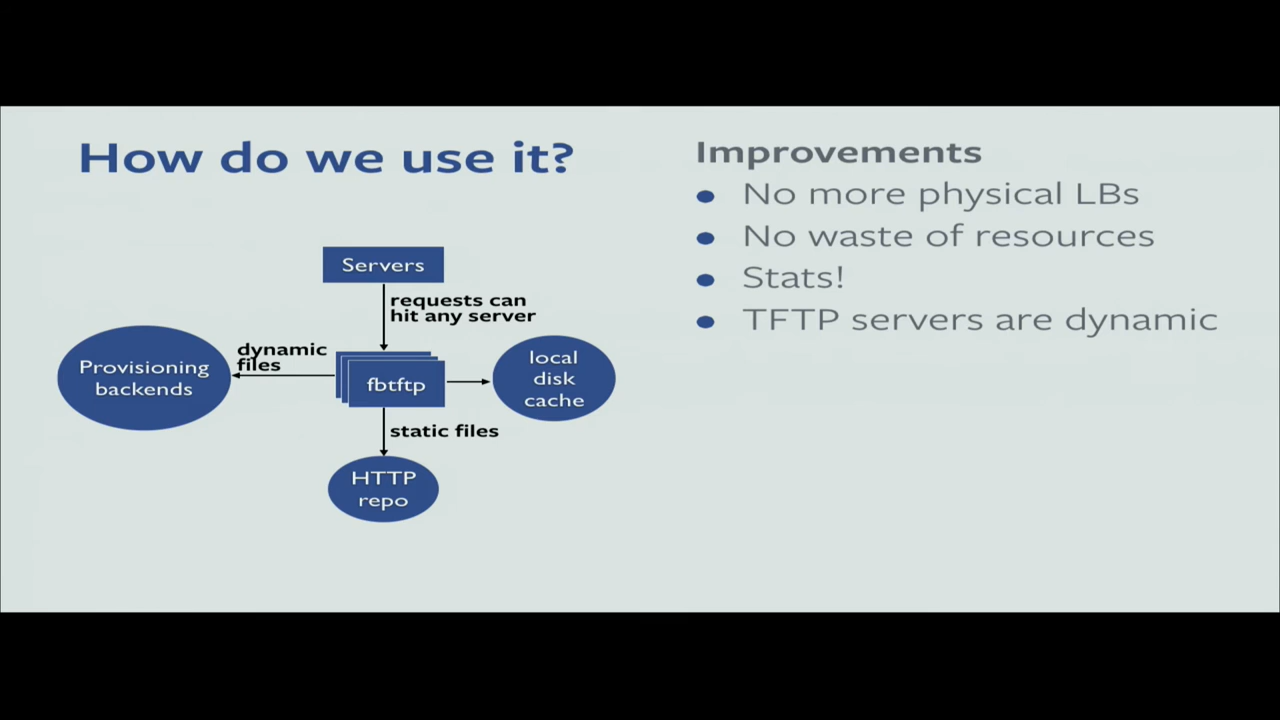 How do we use it?
Servers
requests can
hit any server
Provisioning
backends
dynamic
files
fbtftp
local
disk
cache
static files
HTTP
repo
Improvements
No more physical LBs
No waste of resources
Stats!
TFTP servers are dynamic